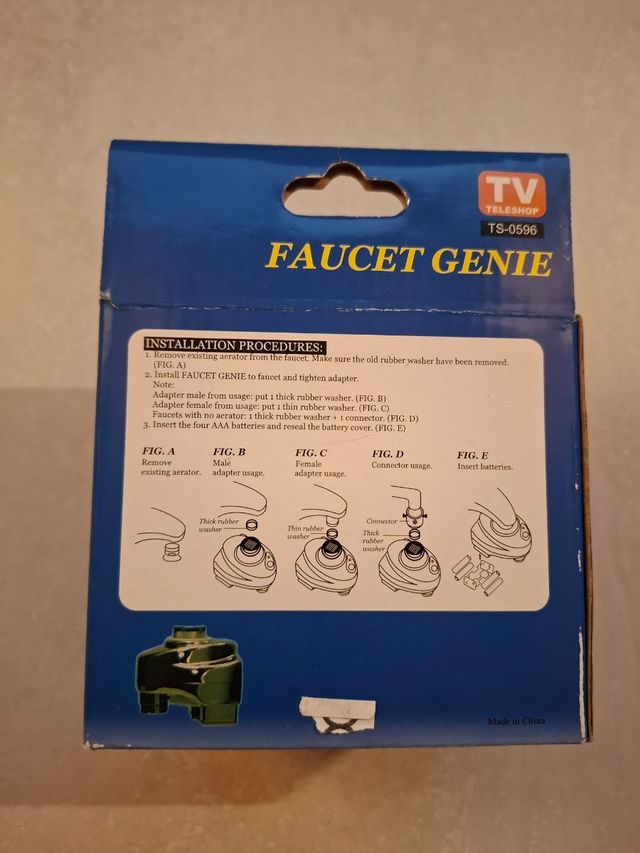 TV
TELESHOP
TS-0596
FAUCET GENIE
INSTALLATION PROCEDURES:
1. Remove existing aerator from the faucet. Make sure the old rubber washer have been removed.
(FIG. A)
2. Install FAUCET GENIE to faucet and tighten adapter.
Note:
Adapter male from usage: put 1 thick rubber washer. (FIG. B)
Adapter female from usage: put 1 thin rubber washer. (FIG. C)
Faucets with no aerator: 1 thick rubber washer + 1 connector. (FIG. D)
3. Insert the four AAA batteries and reseal the battery cover. (FIG. E)
FIG. A
Remove
existing aerator.
FIG. B
Male
adapter usage.
FIG. C
Female
adapter usage.
FIG. D
Connector usage.
FIG. E
Insert batteries.
Thick rubber
washer
Thin rubber
washer
Connector
Thick
rubber
washer
Made in China